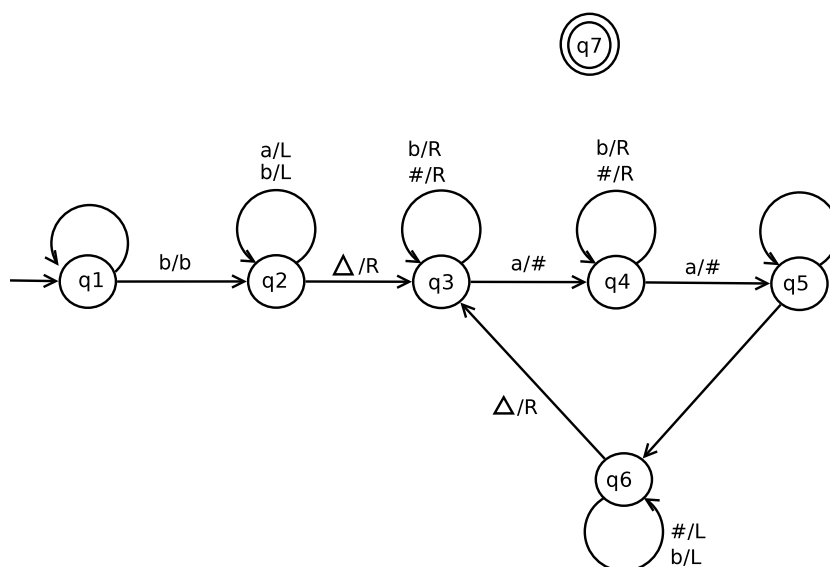 q7
a/L
b/L
b/R
#/R
b/R
#/R
b/b
△/R
a/#
a/#
q1
q2
q3
q4
q5
△/R
q6
#/L
b/L